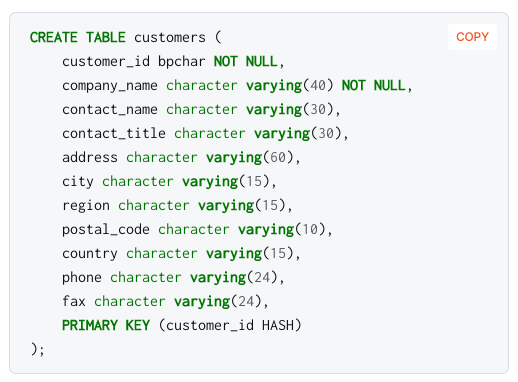 CREATE TABLE customers (
COPY
customer_id bpchar NOT NULL,
company_name character varying(40) NOT NULL,
contact_name character varying(30),
contact_title character varying(30),
address character varying(60),
city character varying(15),
region character varying(15),
postal_code character varying(10),
country character varying(15),
phone character varying(24),
fax character varying(24),
PRIMARY KEY (customer_id HASH)
);